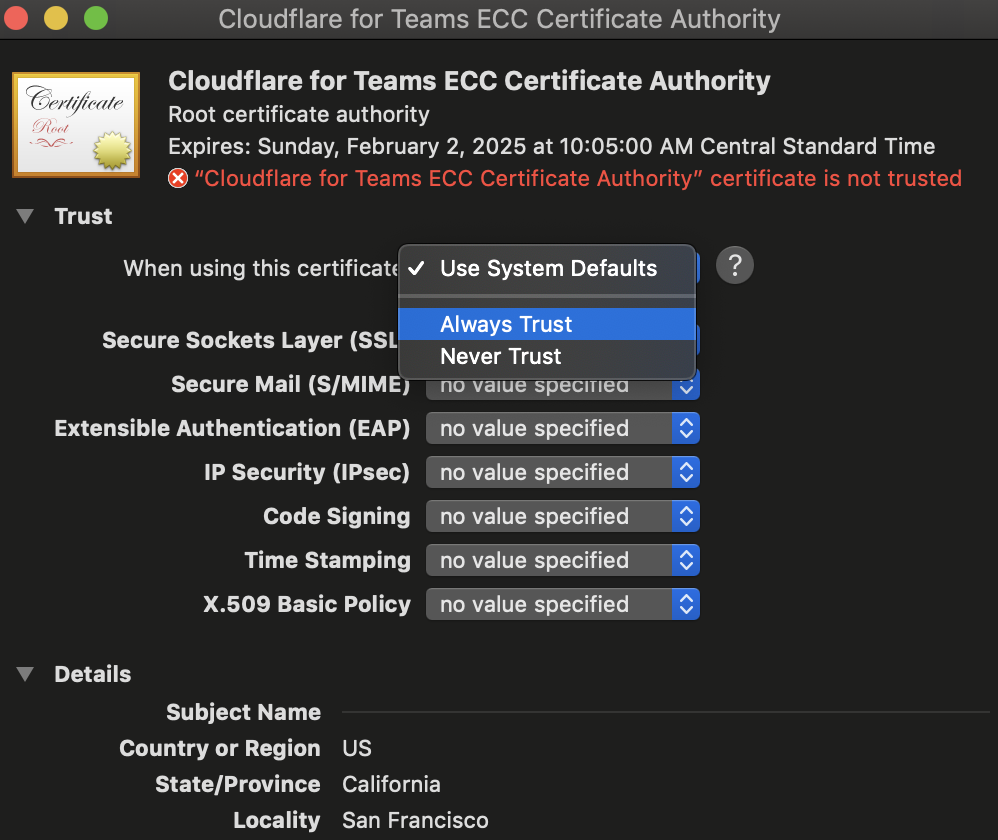 Cloudflare for Teams ECC Certificate Authority
Certificate
Root
Cloudflare for Teams ECC Certificate Authority
Root certificate authority
Expires: Sunday, February 2, 2025 at 10:05:00 AM Central Standard Time
“Cloudflare for Teams ECC Certificate Authority” certificate is not trusted
Trust
When using this certificate
✓ Use System Defaults
?
Always Trust
Never Trust
Secure Sockets Layer (SSL
Secure Mail (S/MIME) no value specified
Extensible Authentication (EAP) no value specified
IP Security (IPsec) no value specified
Code Signing no value specified
Time Stamping no value specified
X.509 Basic Policy no value specified
Details
Subject Name
Country or Region US
State/Province California
Locality San Francisco